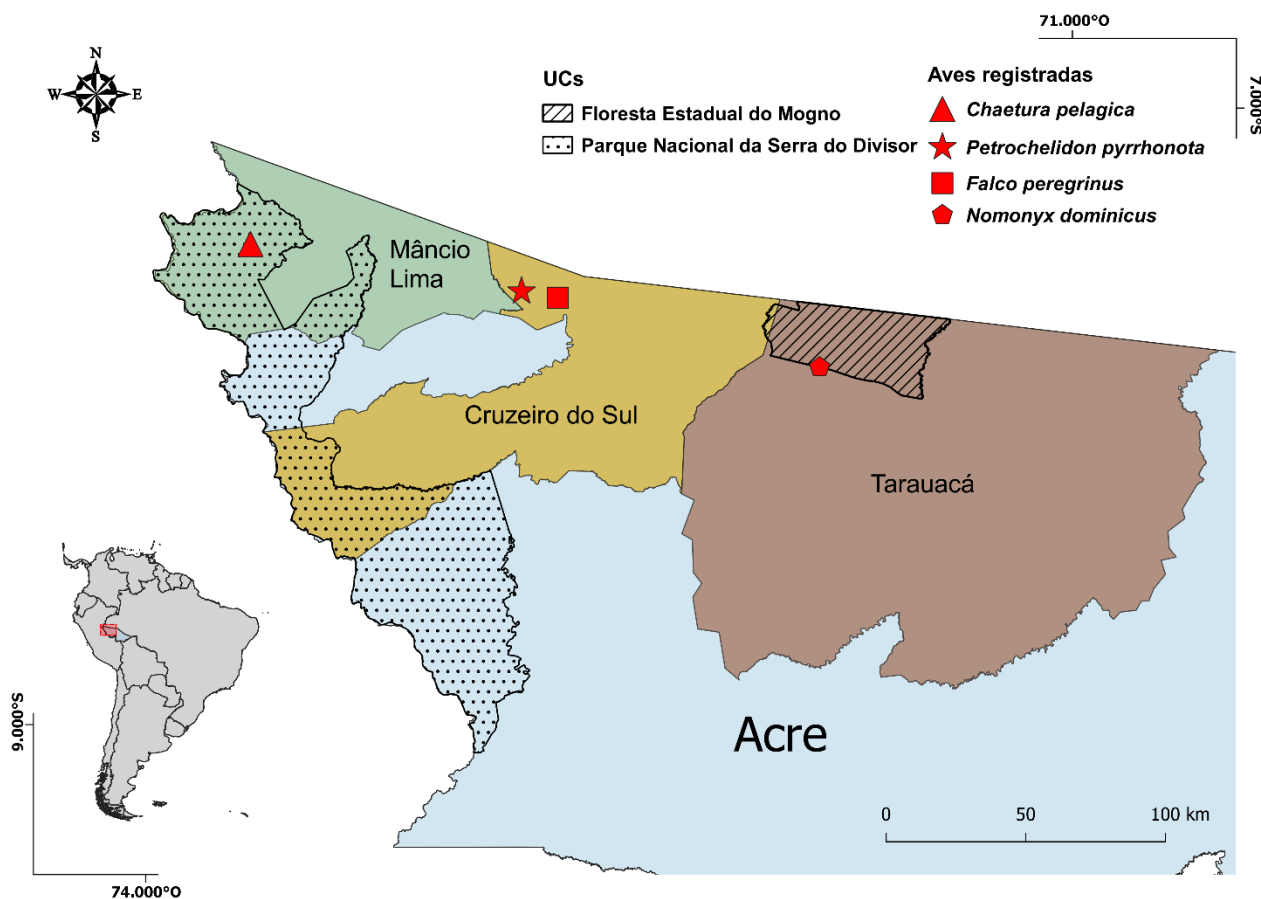 71.000°O
7.000°S
N
W
E
S
UCs
Floresta Estadual do Mogno
Parque Nacional da Serra do Divisor
Aves registradas
Chaetura pelagica
Petrochelidon pyrrhonota
Falco peregrinus
Nomonyx dominicus
Mâncio
Lima
Cruzeiro do Sul
Tarauacá
Acre
0 50 100 km
9.000°S
74.000°O